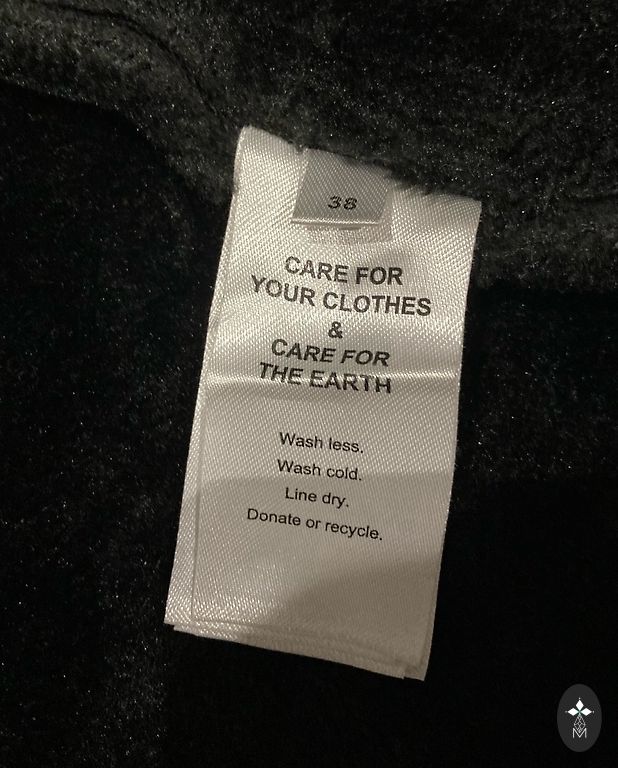 38
CARE FOR
YOUR CLOTHES
&
CARE FOR
THE EARTH
Wash less.
Wash cold.
Line dry.
Donate or recycle.
M